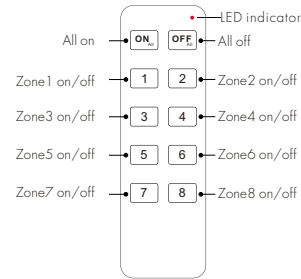 LED indicator
All on ON All OFF All All off
Zone1 on/off 1 2 Zone2 on/off
Zone3 on/off 3 4 Zone4 on/off
Zone5 on/off 5 6 Zone6 on/off
Zone7 on/off 7 8 Zone8 on/off